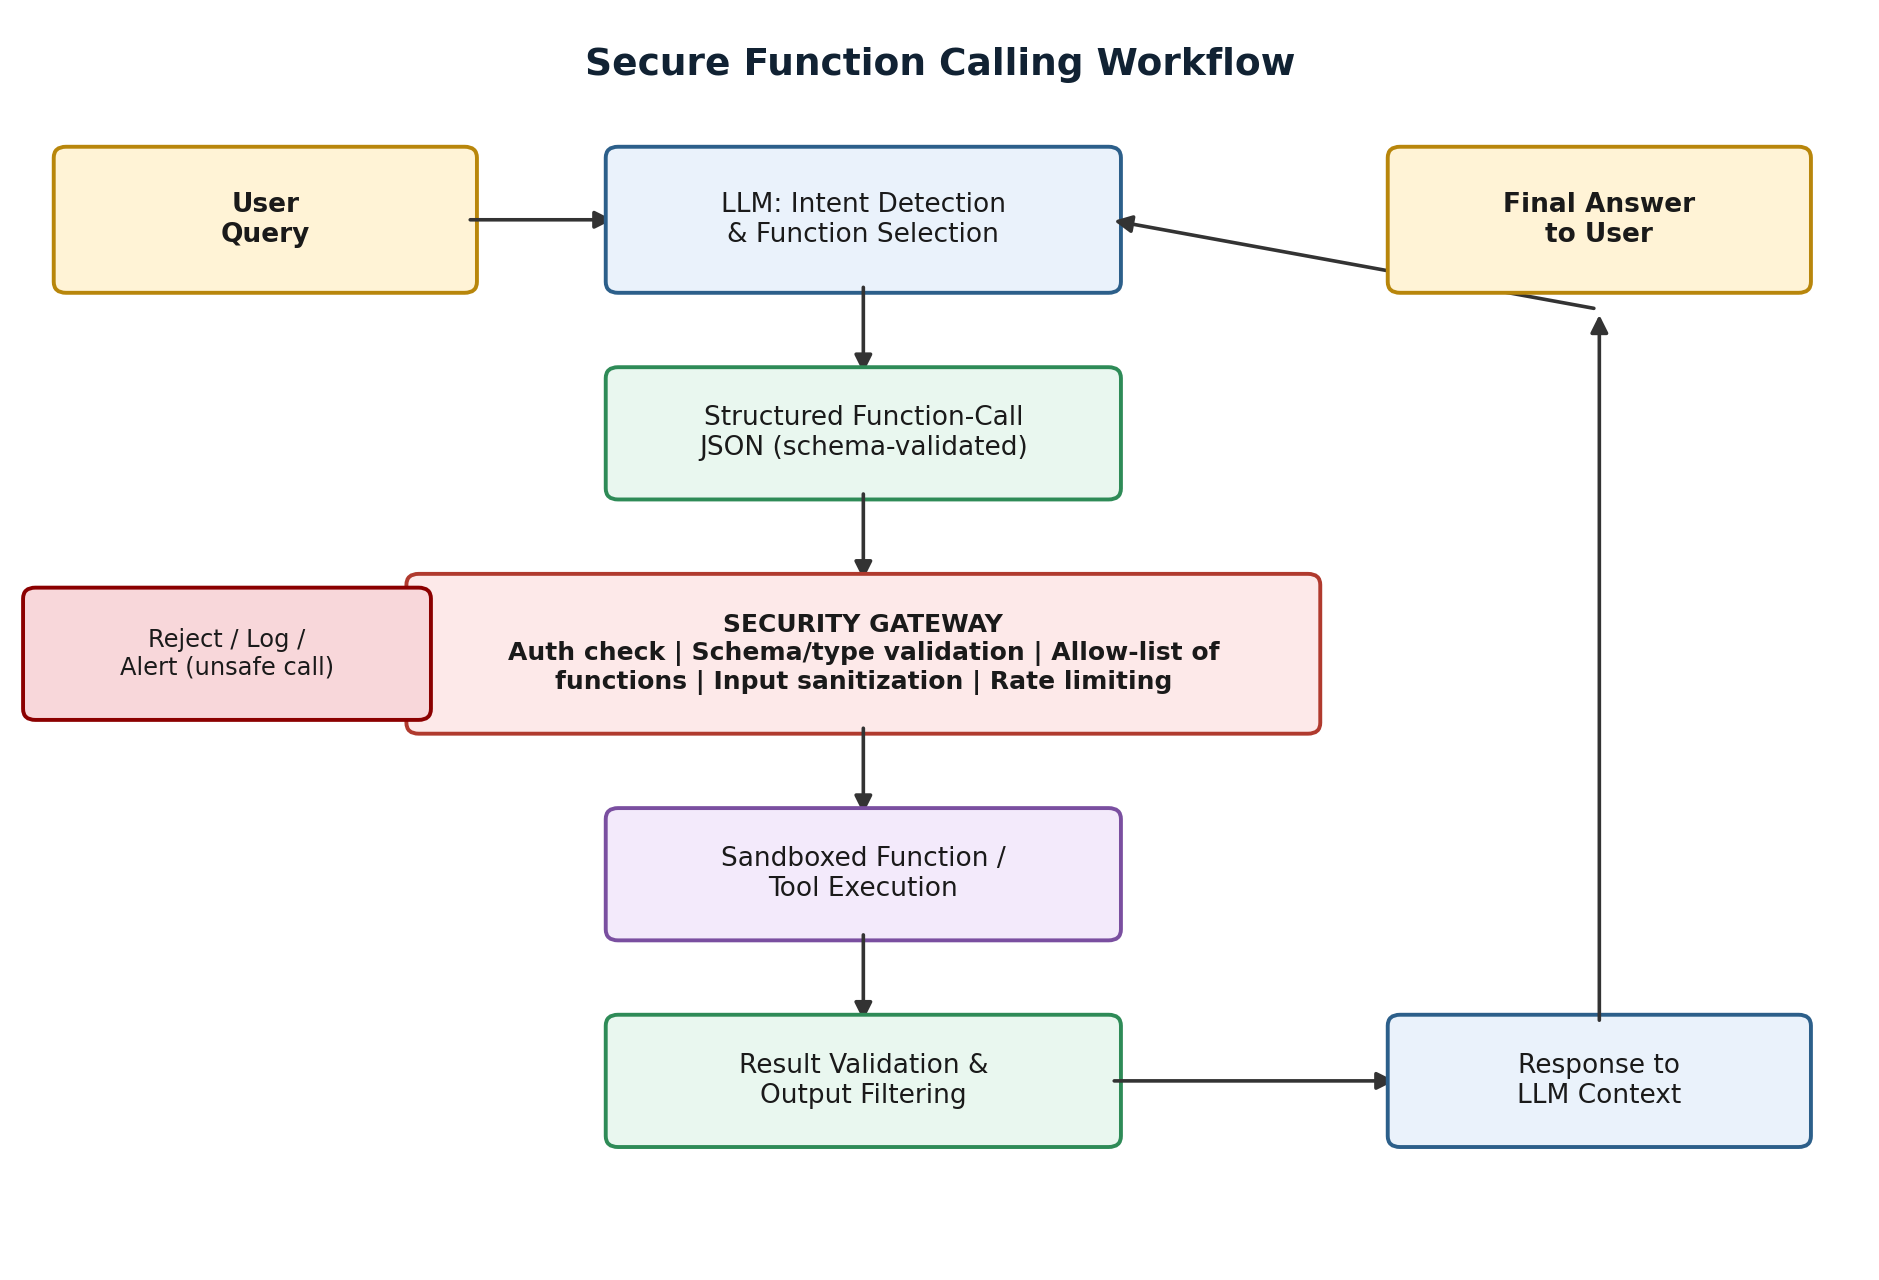 Secure Function Calling Workflow
User
Query
LLM: Intent Detection
& Function Selection
Final Answer
to User
Structured Function-Call
JSON (schema-validated)
Reject / Log /
Alert (unsafe call)
SECURITY GATEWAY
Auth check | Schema/type validation | Allow-list of
functions | Input sanitization | Rate limiting
Sandboxed Function /
Tool Execution
Result Validation &
Output Filtering
Response to
LLM Context